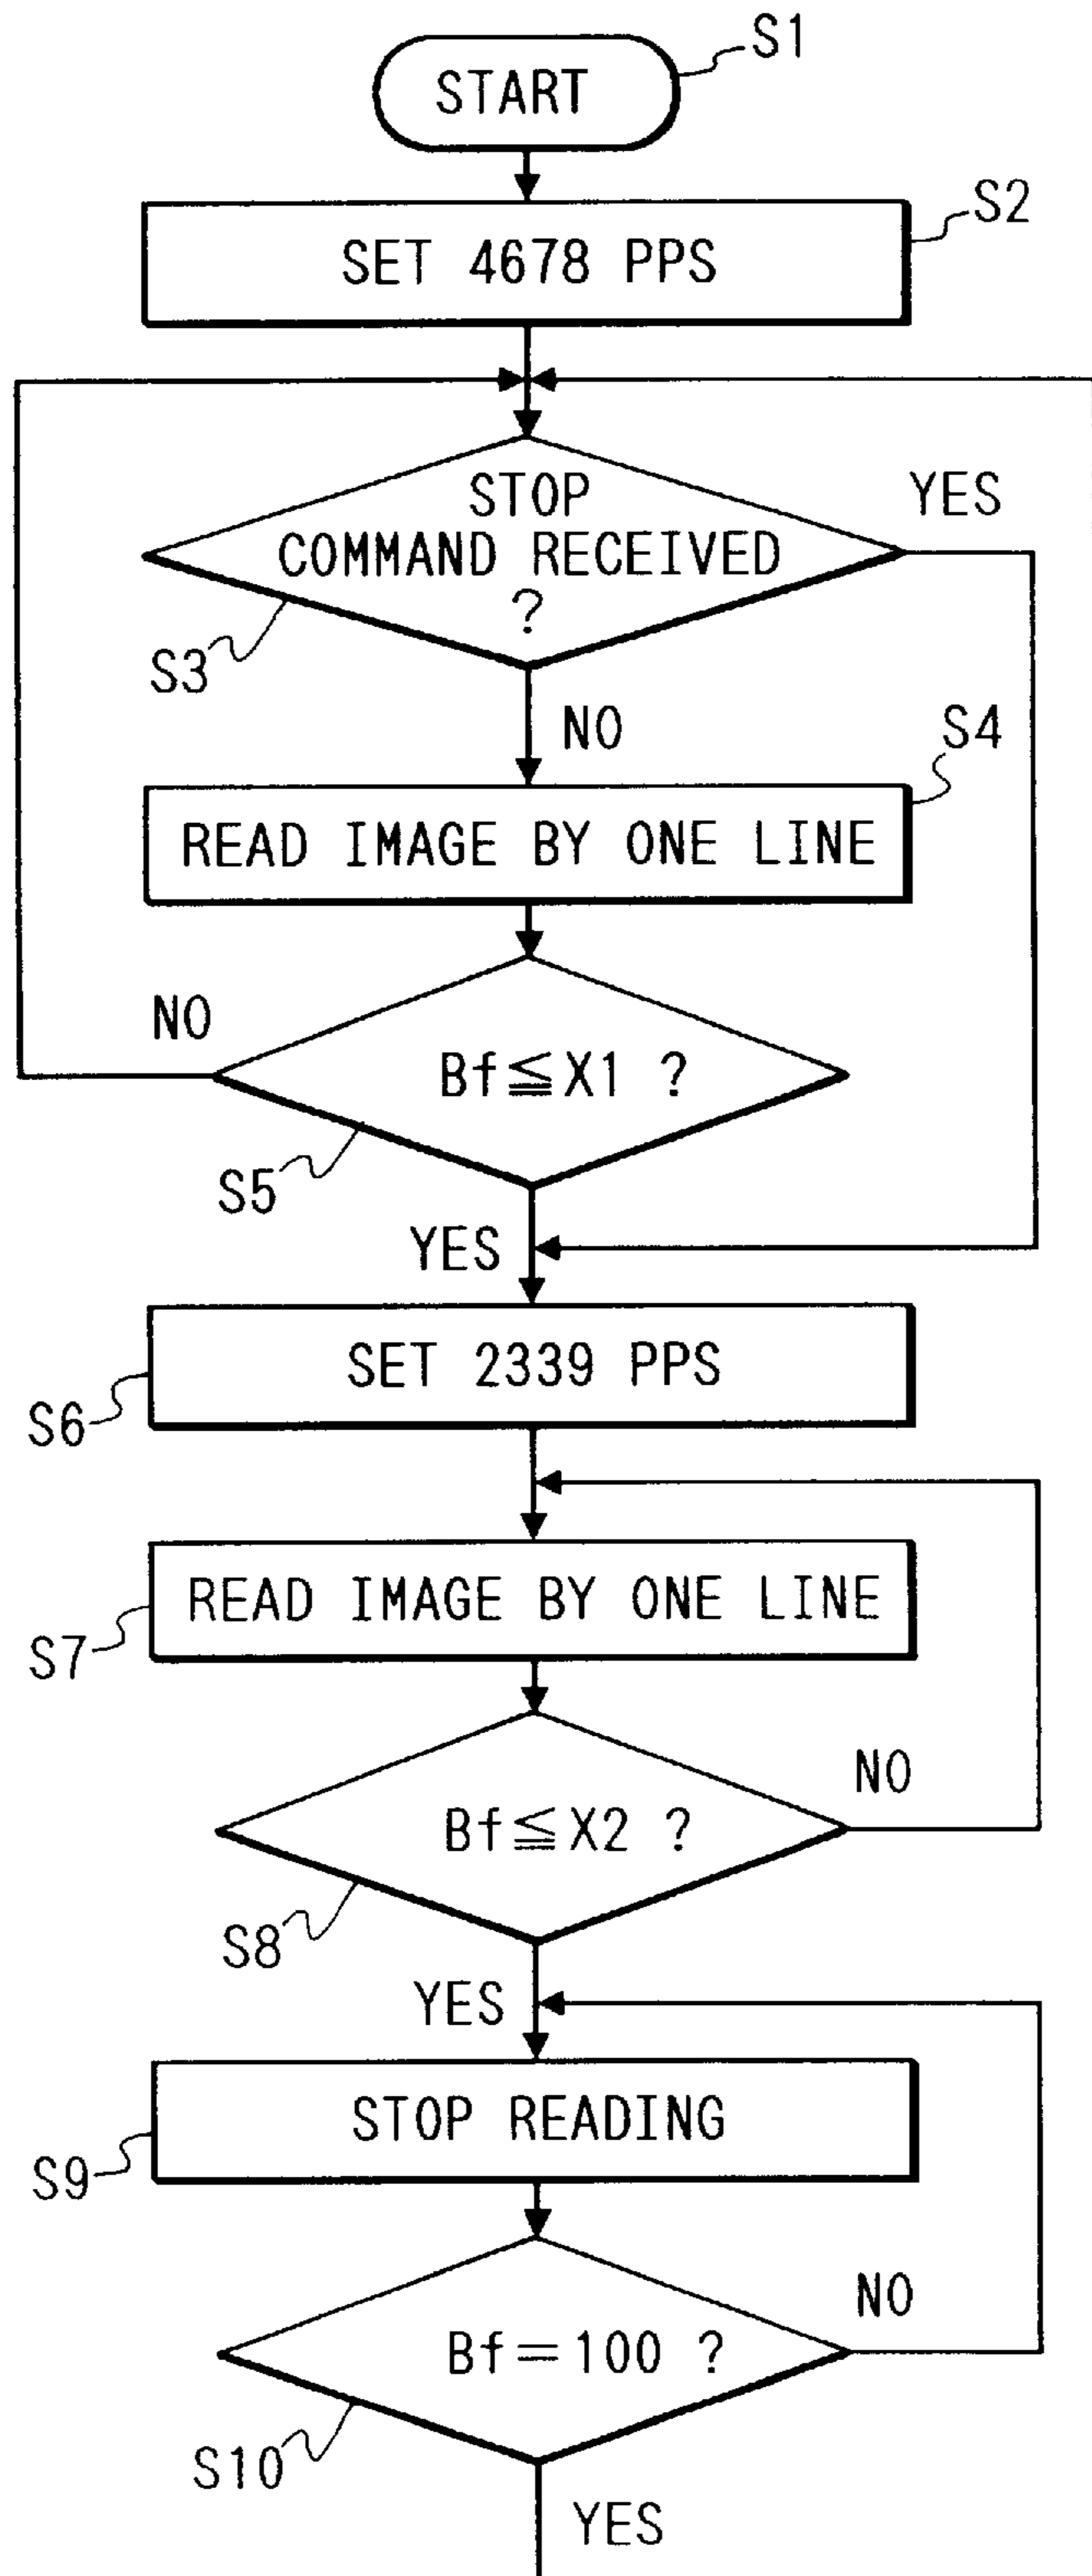 START
S1
SET 4678 PPS
S2
STOP
COMMAND RECEIVED
?
YES
S3
NO
S4
READ IMAGE BY ONE LINE
NO
Bf≦X1 ?
S5
YES
SET 2339 PPS
S6
READ IMAGE BY ONE LINE
S7
NO
Bf≦X2 ?
S8
YES
STOP READING
S9
NO
Bf=100 ?
S10
YES